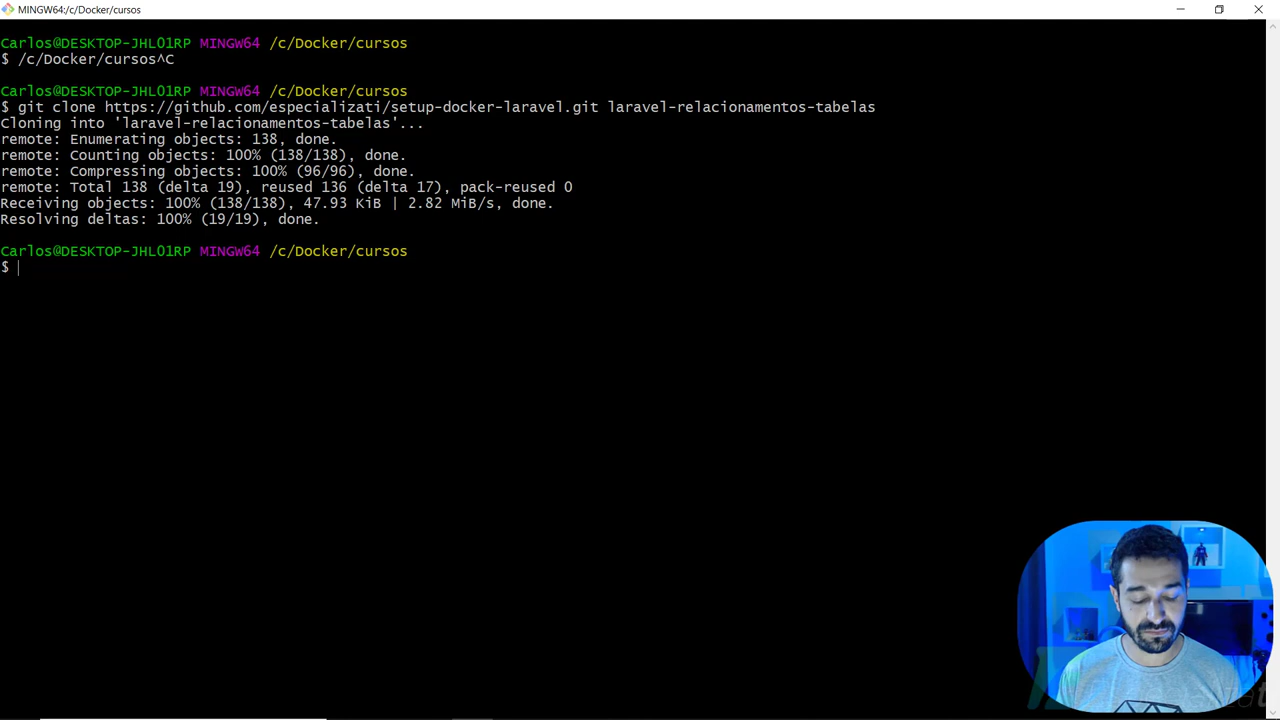 MINGW64:/c/Docker/cursos
Carlos@DESKTOP-JHL01RP MINGW64 /c/Docker/cursos
$ /c/Docker/cursos^C
Carlos@DESKTOP-JHL01RP MINGW64 /c/Docker/cursos
$ git clone https://github.com/especializati/setup-docker-laravel.git laravel-relacionamentos-tabelas
Cloning into 'laravel-relacionamentos-tabelas'...
remote: Enumerating objects: 138, done.
remote: Counting objects: 100% (138/138), done.
remote: Compressing objects: 100% (96/96), done.
remote: Total 138 (delta 19), reused 136 (delta 17), pack-reused 0
Receiving objects: 100% (138/138), 47.93 KiB | 2.82 MiB/s, done.
Resolving deltas: 100% (19/19), done.
Carlos@DESKTOP-JHL01RP MINGW64 /c/Docker/cursos
$